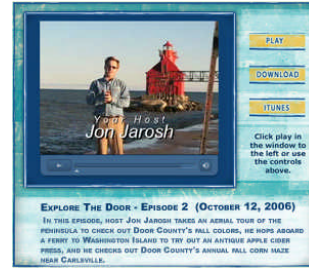 PLAY
DOWNLOAD
ITUNES
Your Host
Jon Jarosh
Click play in
the window to
the left or use
the controls
above.
EXPLORE THE DOOR - EPISODE 2 (OCTOBER 12, 2006)
IN THIS EPISODE, HOST JON JAROSH TAKES AN AERIAL TOUR OF THE
PENINSULA TO CHECK OUT DOOR COUNTY'S FALL COLORS, HE HOPS ABOARD
A FERRY TO WASHINGTON ISLAND TO TRY OUT AN ANTIQUE APPLE CIDER
PRESS, AND HE CHECKS OUT DOOR COUNTY'S ANNUAL FALL CORN MAZE
NEAR CARLSVILLE.